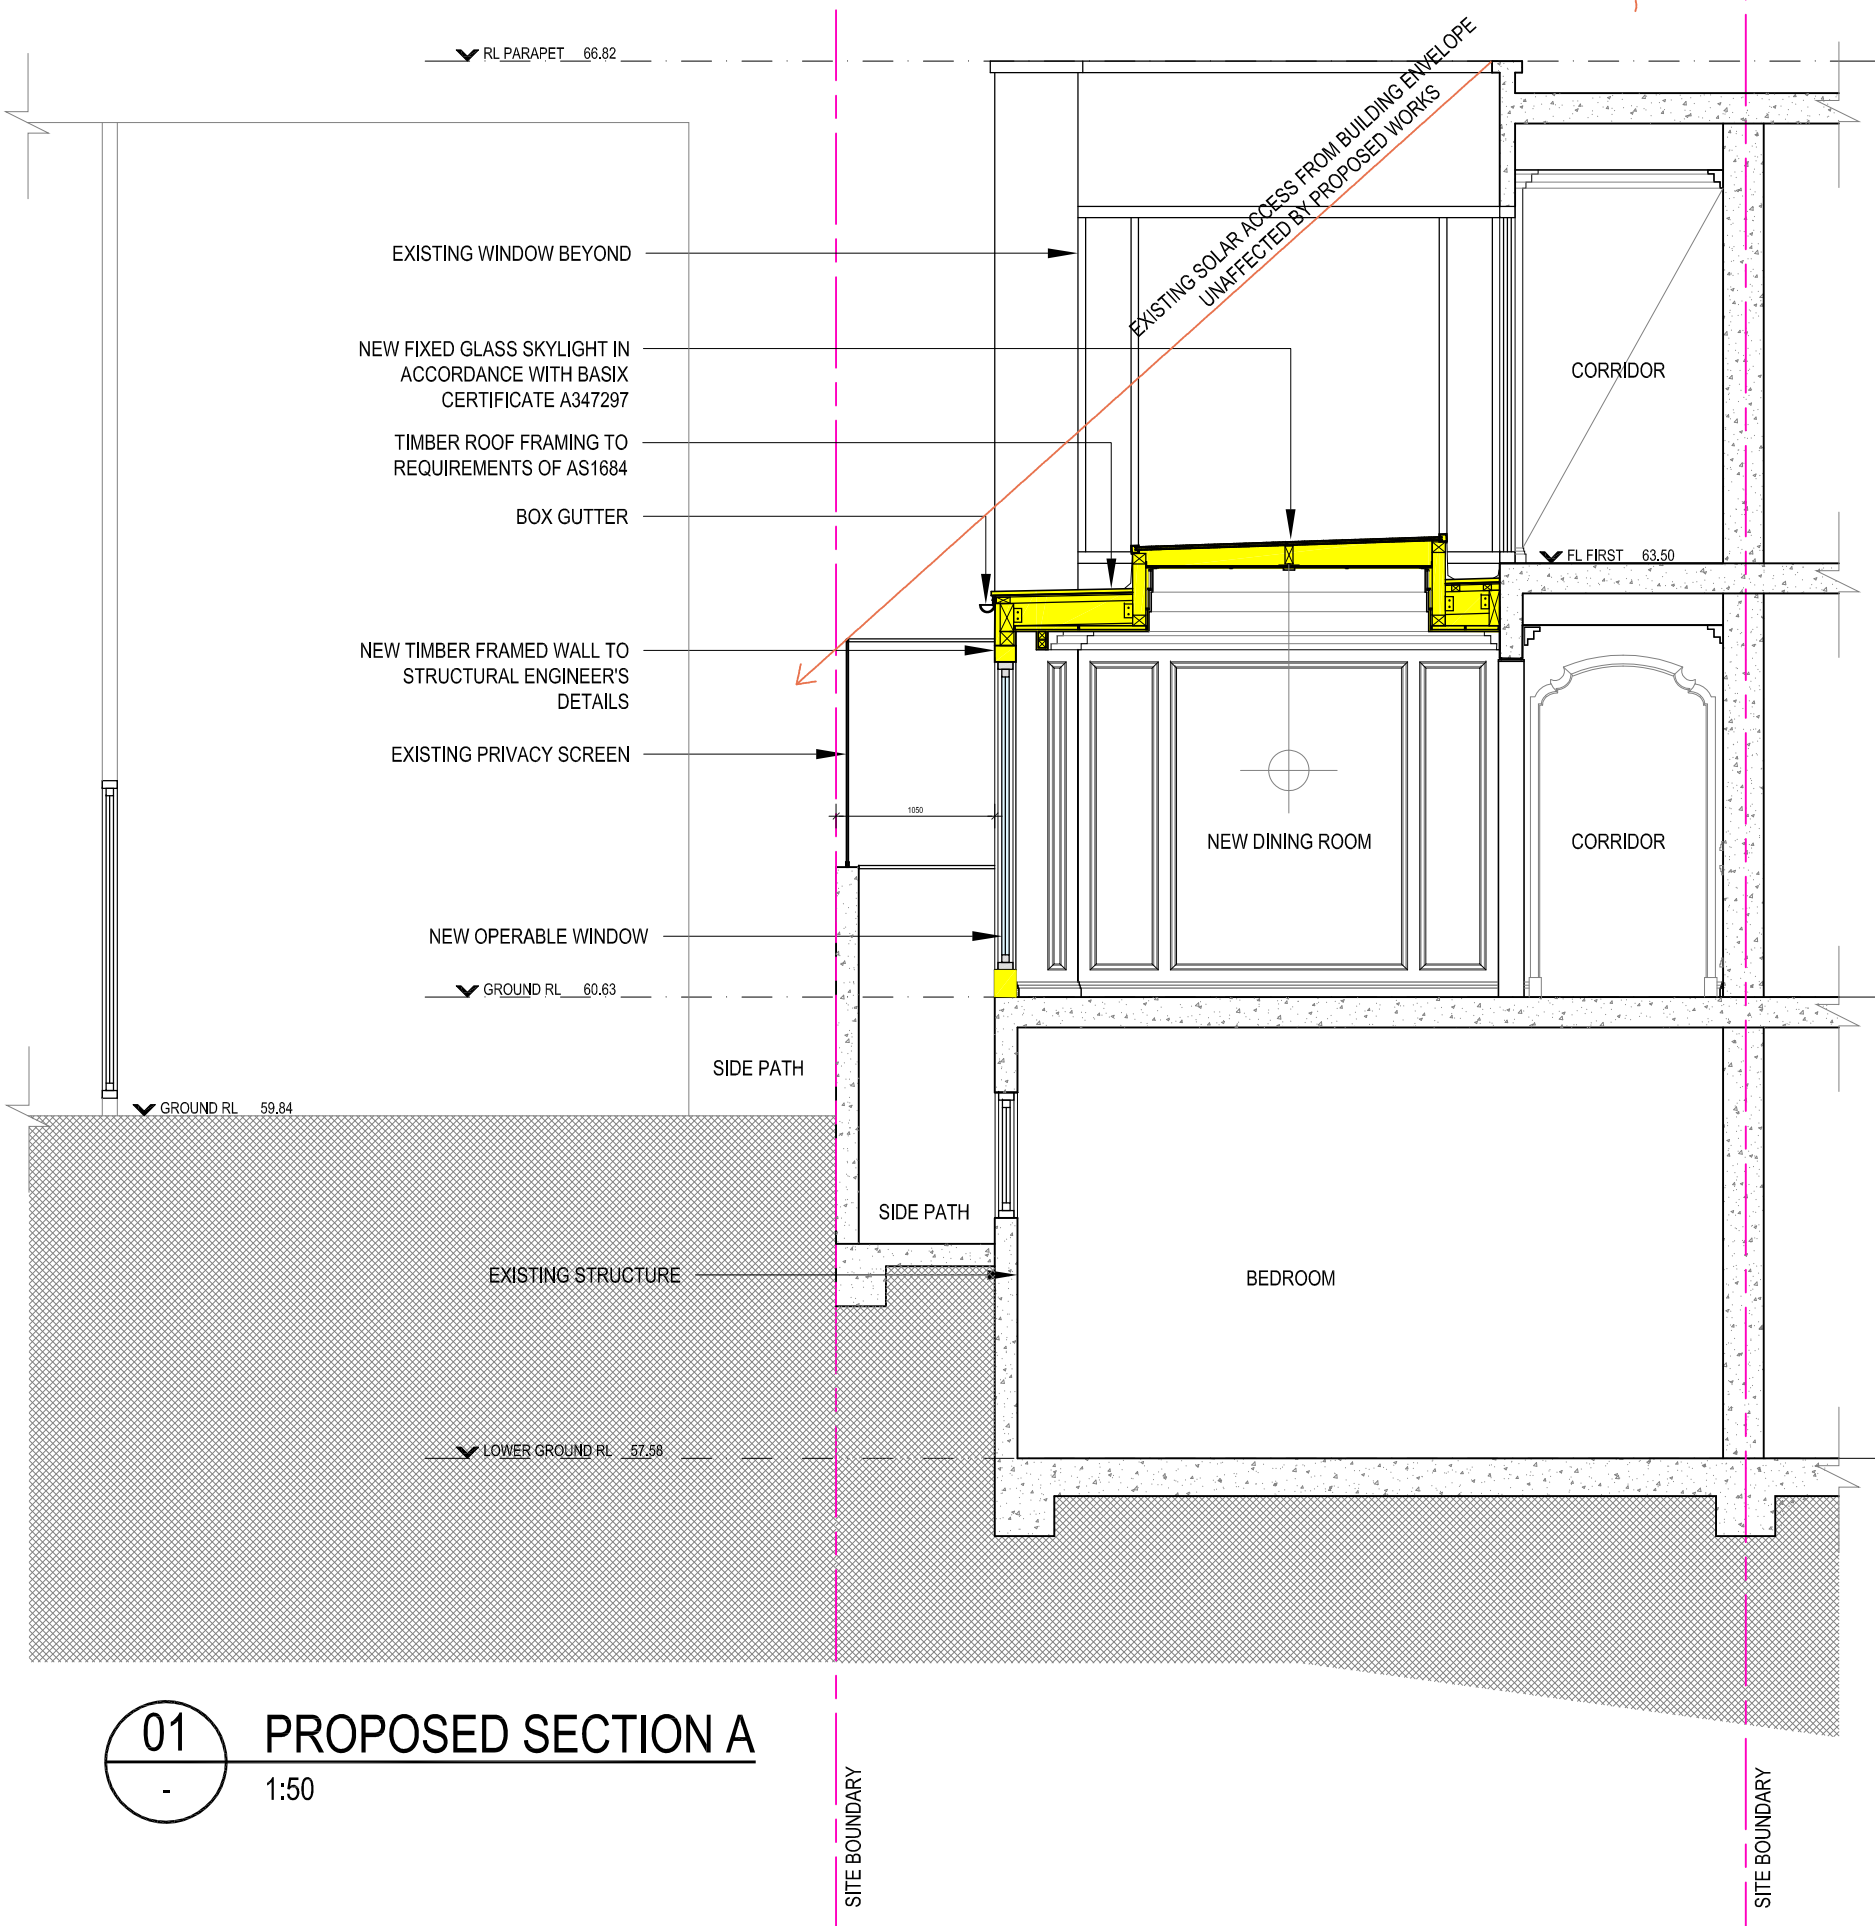 RL PARAPET 66.82
EXISTING SOLAR ACCESS FROM BUILDING ENVELOPE
UNAFFECTED BY PROPOSED WORKS
EXISTING WINDOW BEYOND
NEW FIXED GLASS SKYLIGHT IN
ACCORDANCE WITH BASIX
CERTIFICATE A347297
CORRIDOR
TIMBER ROOF FRAMING TO
REQUIREMENTS OF AS1684
BOX GUTTER
FL FIRST 63.50
NEW TIMBER FRAMED WALL TO
STRUCTURAL ENGINEER'S
DETAILS
EXISTING PRIVACY SCREEN
1050
NEW DINING ROOM
CORRIDOR
NEW OPERABLE WINDOW
GROUND RL 60.63
SIDE PATH
GROUND RL 59.84
SIDE PATH
EXISTING STRUCTURE
BEDROOM
LOWER GROUND RL 57.58
01
-
PROPOSED SECTION A
1:50
SITE BOUNDARY
SITE BOUNDARY